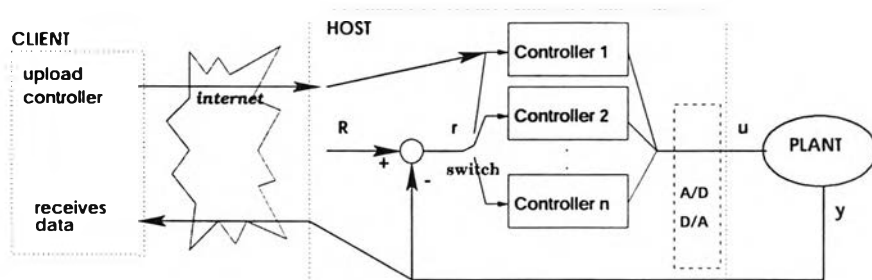 CLIENT
HOST
upload
controller
internet
Controller 1
R
r
+
-
switch
Controller 2
Controller n
A/D
D/A
u
PLANT
y
receives
data